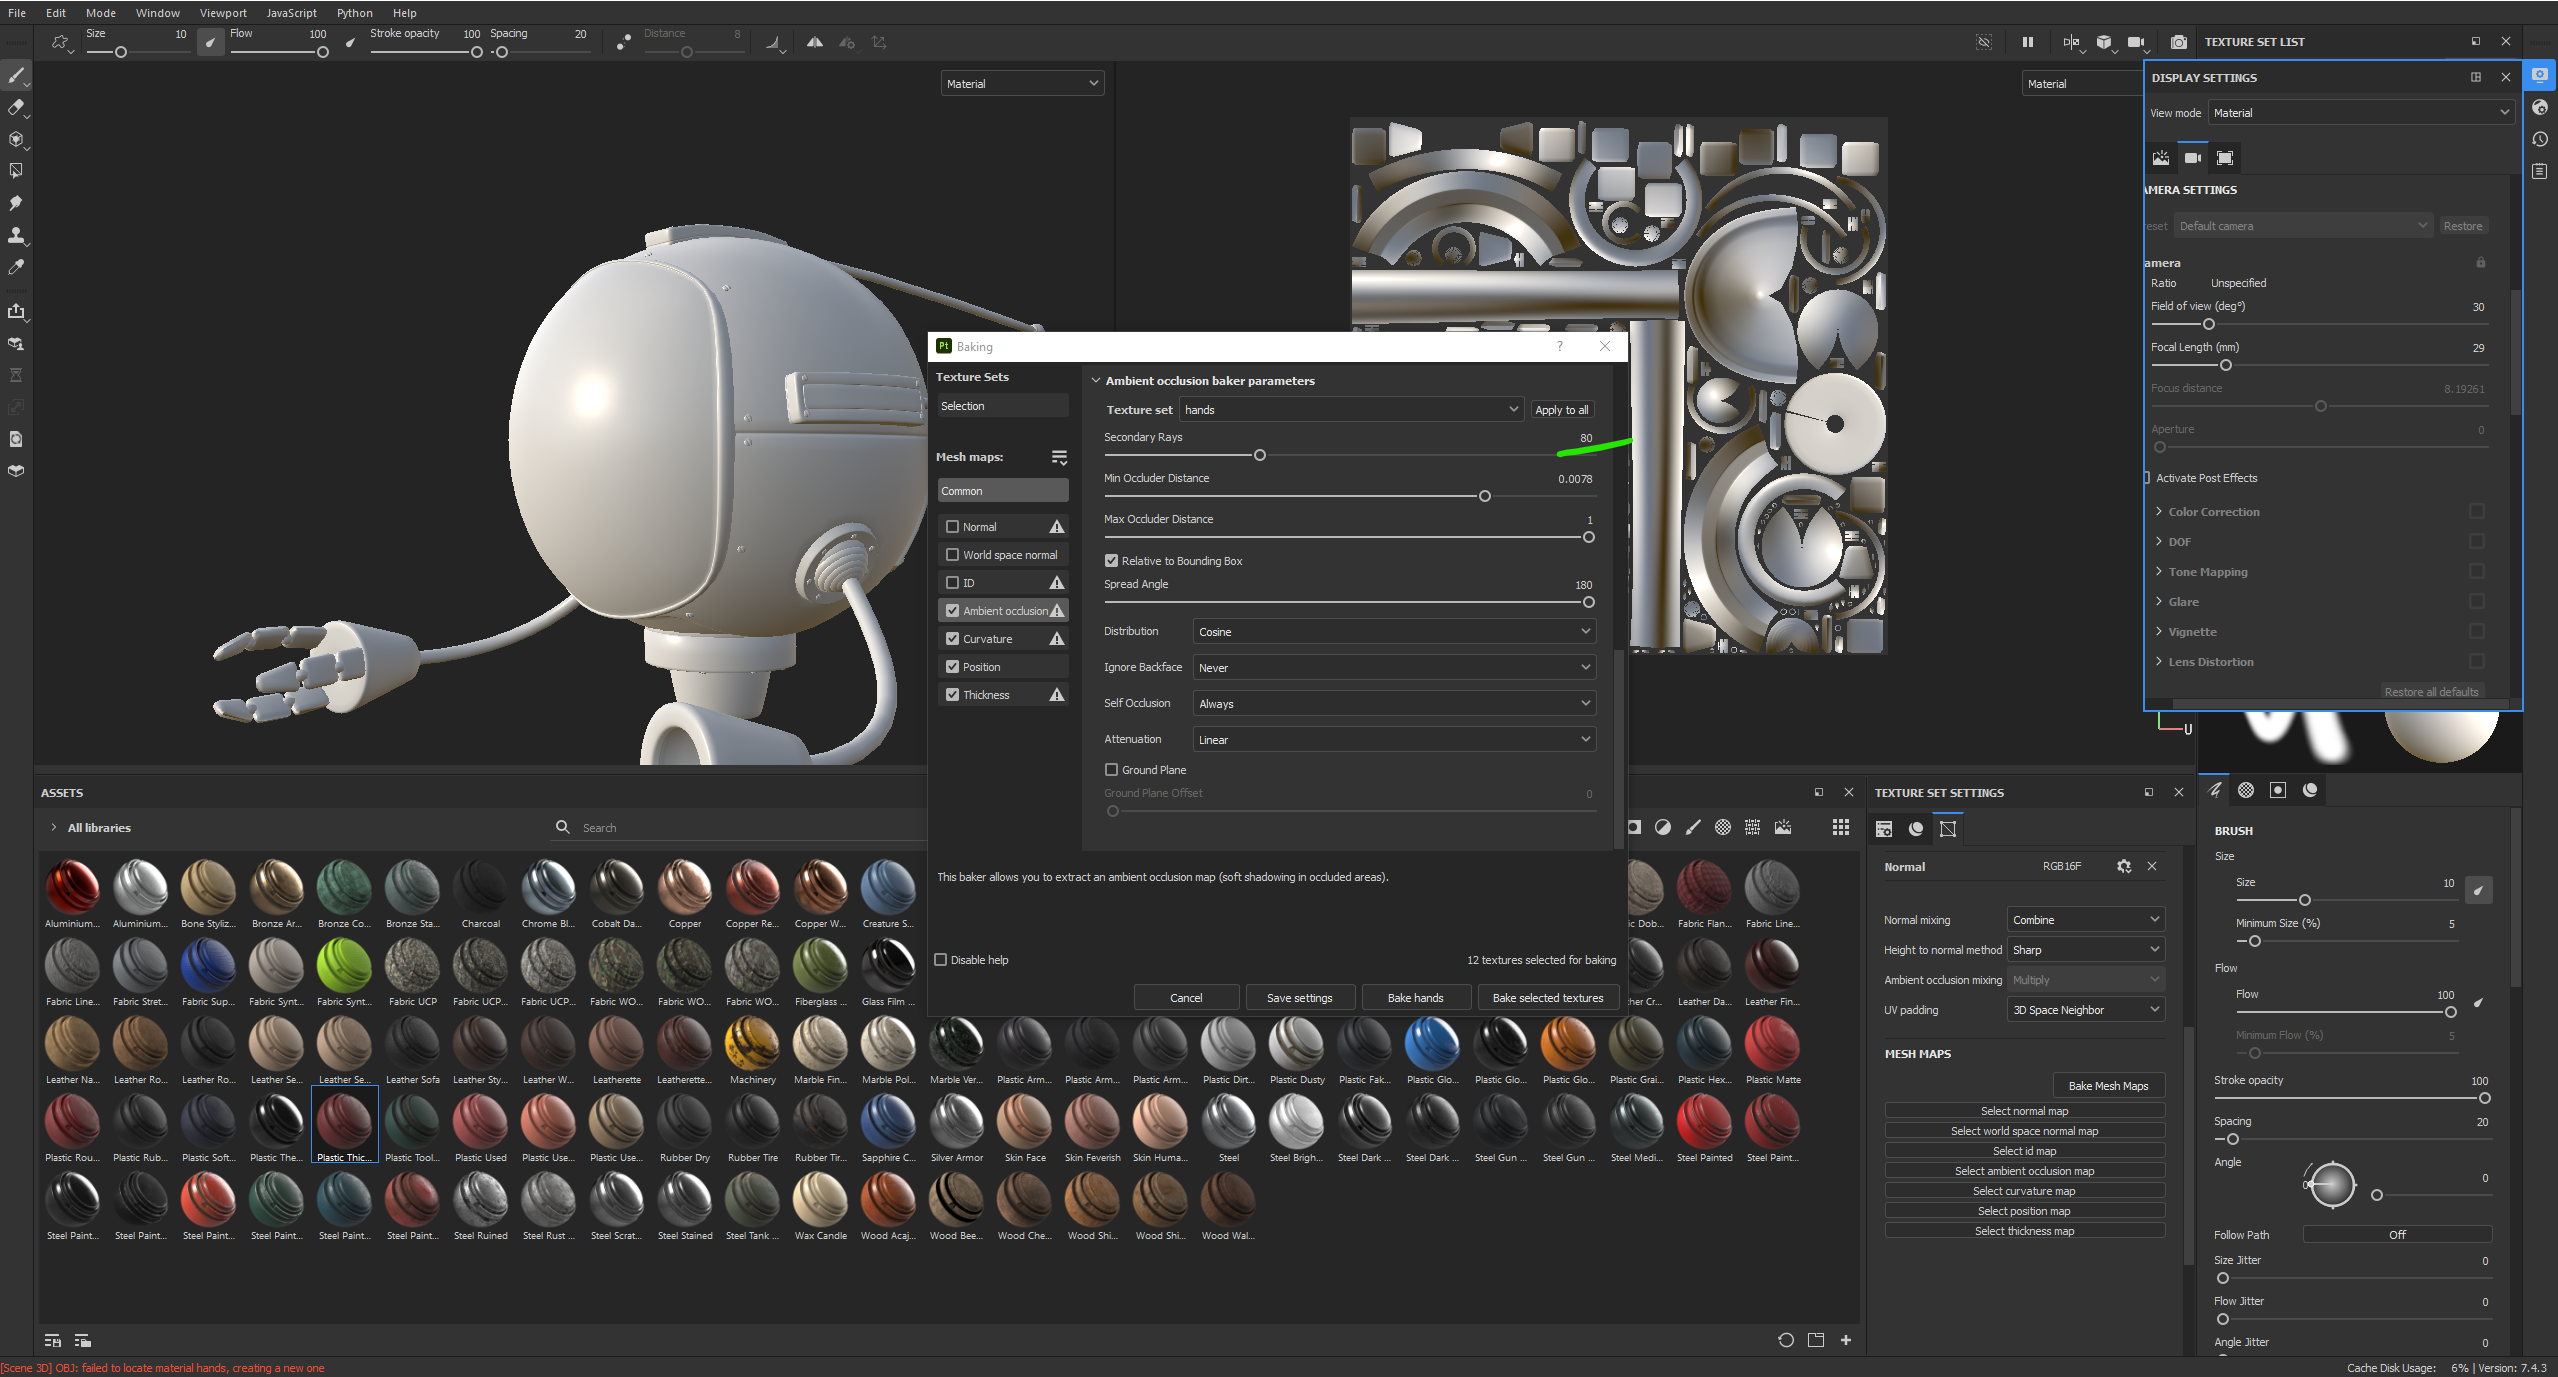 File Edit Mode Window Viewport JavaScript Python Help
Size 10 Flow 100 Stroke opacity 100 Spacing 20 Distance 8
TEXTURE SET LIST
Material
Material
DISPLAY SETTINGS
View mode Material
AMERA SETTINGS
eset Default camera Restore
amera
Ratio Unspecified
Field of view (deg°) 30
Focal Length (mm) 29
Focus distance 8.19261
Aperture 0
Activate Post Effects
Color Correction
DOF
Tone Mapping
Glare
Vignette
Lens Distortion
Restore all defaults
U
Pt Baking ?
Texture Sets
Selection
Mesh maps:
Common
Normal
World space normal
ID
Ambient occlusion
Curvature
Position
Thickness
Ambient occlusion baker parameters
Texture set hands Apply to all
Secondary Rays 80
Min Occluder Distance 0.0078
Max Occluder Distance 1
Relative to Bounding Box
Spread Angle 180
Distribution Cosine
Ignore Backface Never
Self Occlusion Always
Attenuation Linear
Ground Plane
Ground Plane Offset 0
This baker allows you to extract an ambient occlusion map (soft shadowing in occluded areas).
Disable help 12 textures selected for baking
Cancel Save settings Bake hands Bake selected textures
ASSETS
All libraries Search
Aluminium... Aluminium... Bone Styliz... Bronze Ar... Bronze Co... Bronze Sta... Charcoal Chrome Bl... Cobalt Da... Copper Copper Re... Copper W... Creature S... ic Dob... Fabric Flan... Fabric Line...
Fabric Line... Fabric Stret... Fabric Sup... Fabric Synt... Fabric Synt... Fabric UCP Fabric UCP... Fabric UCP... Fabric WO... Fabric WO... Fabric WO... Fiberglass ... Glass Film ... her Cr... Leather Da... Leather Fin...
Leather Na... Leather Ro... Leather Ro... Leather Se... Leather Se... Leather Sofa Leather Sty... Leather W... Leatherette Leatherette... Machinery Marble Fin... Marble Pol... Marble Ver... Plastic Arm... Plastic Arm... Plastic Arm... Plastic Dirt... Plastic Dusty Plastic Fak... Plastic Glo... Plastic Glo... Plastic Glo... Plastic Grai... Plastic Hex... Plastic Matte
Plastic Rou... Plastic Rub... Plastic Soft... Plastic The... Plastic Thic... Plastic Tool... Plastic Used Plastic Use... Plastic Use... Rubber Dry Rubber Tire Rubber Tir... Sapphire C... Silver Armor Skin Face Skin Feverish Skin Huma... Steel Steel Brigh... Steel Dark ... Steel Dark ... Steel Gun ... Steel Gun ... Steel Medi... Steel Painted Steel Paint...
Steel Paint... Steel Paint... Steel Paint... Steel Paint... Steel Paint... Steel Paint... Steel Ruined Steel Rust ... Steel Scrat... Steel Stained Steel Tank ... Wax Candle Wood Acaj... Wood Bee... Wood Che... Wood Shi... Wood Shi... Wood Wal...
TEXTURE SET SETTINGS
Normal RGB16F
Normal mixing Combine
Height to normal method Sharp
Ambient occlusion mixing Multiply
UV padding 3D Space Neighbor
MESH MAPS
Bake Mesh Maps
Select normal map
Select world space normal map
Select id map
Select ambient occlusion map
Select curvature map
Select position map
Select thickness map
BRUSH
Size
Size 10
Minimum Size (%) 5
Flow
Flow 100
Minimum Flow (%) 5
Stroke opacity 100
Spacing 20
Angle
0 0
Follow Path Off
Size Jitter 0
Flow Jitter 0
Angle Jitter 0
[Scene 3D] OBJ: failed to locate material hands, creating a new one
Cache Disk Usage: 6% | Version: 7.4.3